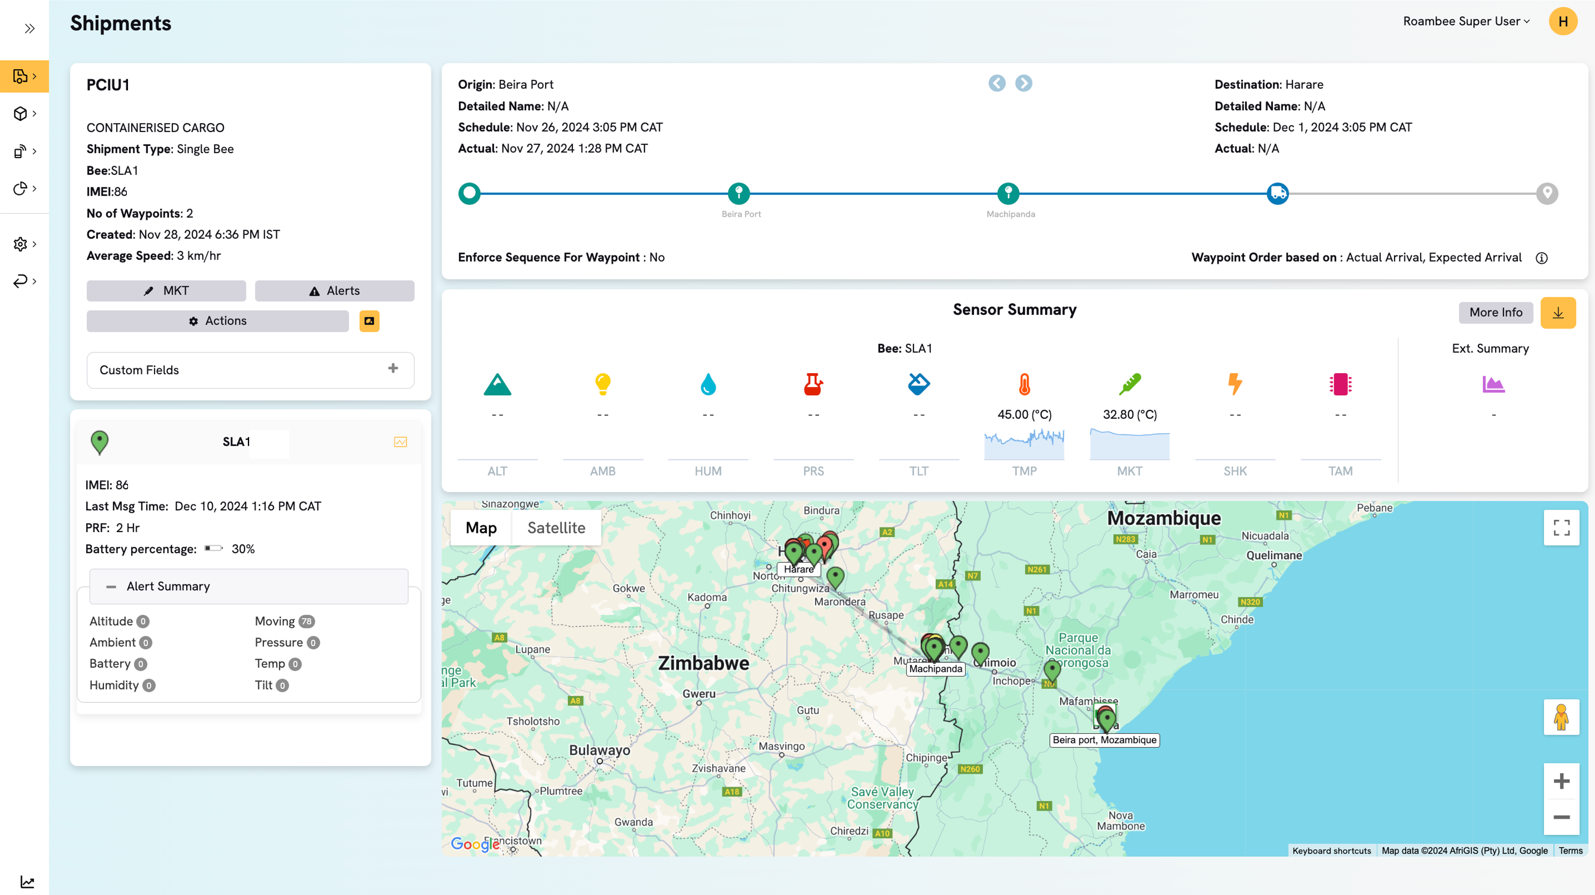 Shipments
Roambee Super User
H
PCIU1
CONTAINERISED CARGO
Shipment Type: Single Bee
Bee:SLA1
IMEI:86
No of Waypoints: 2
Created: Nov 28, 2024 6:36 PM IST
Average Speed: 3 km/hr
MKT
Alerts
Actions
Custom Fields
+
Origin: Beira Port
Detailed Name: N/A
Schedule: Nov 26, 2024 3:05 PM CAT
Actual: Nov 27, 2024 1:28 PM CAT
Destination: Harare
Detailed Name: N/A
Schedule: Dec 1, 2024 3:05 PM CAT
Actual: N/A
Beira Port
Machipanda
Enforce Sequence For Waypoint : No
Waypoint Order based on : Actual Arrival, Expected Arrival
Sensor Summary
More Info
Bee: SLA1
Ext. Summary
-- -- -- -- -- 45.00 (°C) 32.80 (°C) -- -- -
ALT AMB HUM PRS TLT TMP MKT SHK TAM
SLA1
IMEI: 86
Last Msg Time: Dec 10, 2024 1:16 PM CAT
PRF: 2 Hr
Battery percentage: 30%
Alert Summary
Altitude 0
Moving 78
Ambient 0
Pressure 0
Battery 0
Temp 0
Humidity 0
Tilt 0
Map
Satellite
Sinazongwe
Chinhoyi
Bindura
Mozambique
Pebane
N1
A2
N283
N1
Nicuadala
Caia
Quelimane
Harare
Norton
Chitungwiza
N7
N261
A14
Gokwe
Kadoma
Marondera
Marromeu
N320
N1
Rusape
Chinde
A8
Lupane
Parque
Nacional da
Gorongosa
Zimbabwe
Mutare
Chimoio
Machipanda
Inchope
Gweru
A8
Mafambisse
Gutu
Tsholotsho
Beira port, Mozambique
Bulawayo
Masvingo
Chipinge
Zvishavane
N260
Tutume
Plumtree
A18
Savé Valley
Conservancy
N1
Gwanda
Chiredzi
A10
Nova
Mambone
Francistown
Google
Keyboard shortcuts
Map data ©2024 AfriGIS (Pty) Ltd, Google
Terms